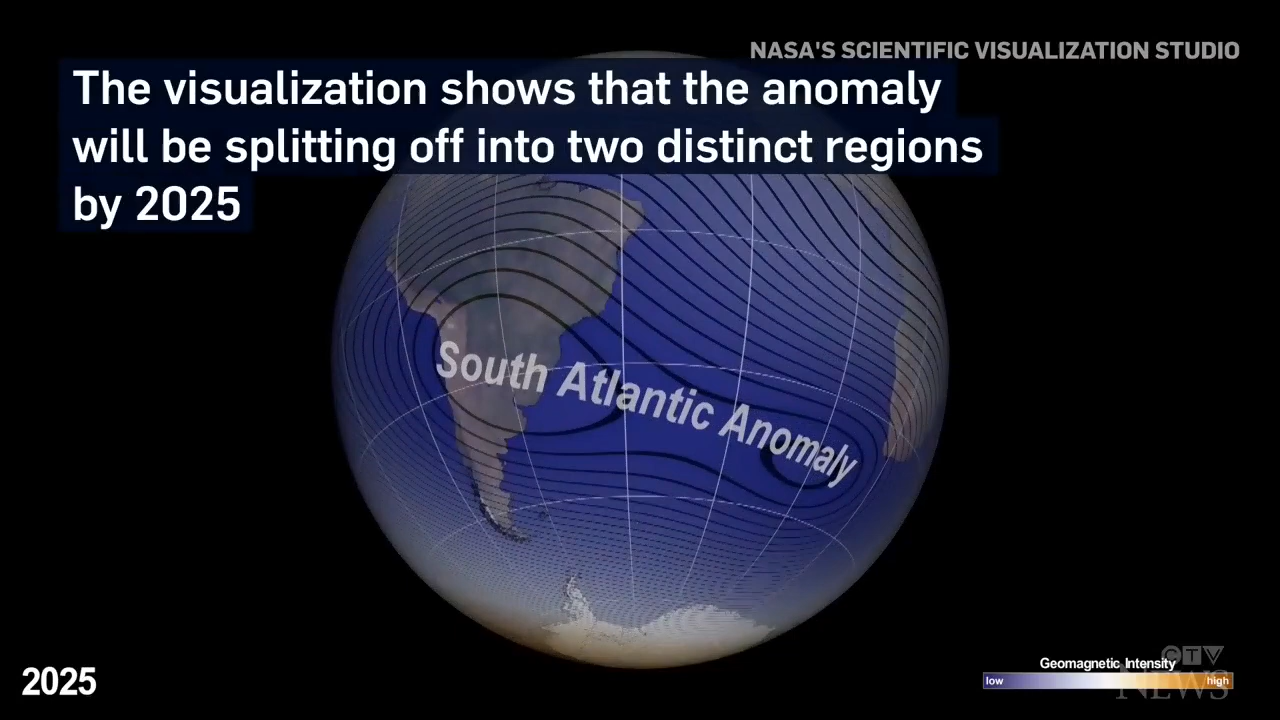 NASA'S SCIENTIFIC VISUALIZATION STUDIO
The visualization shows that the anomaly
will be splitting off into two distinct regions
by 2025
South Atlantic Anomaly
2025
Geomagnetic Intensity
low high
CTV
NEWS